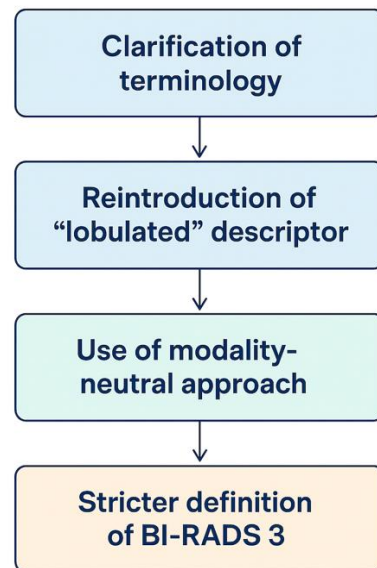 Clarification of
terminology
Reintroduction of
“lobulated” descriptor
Use of modality-
neutral approach
Stricter definition
of BI-RADS 3